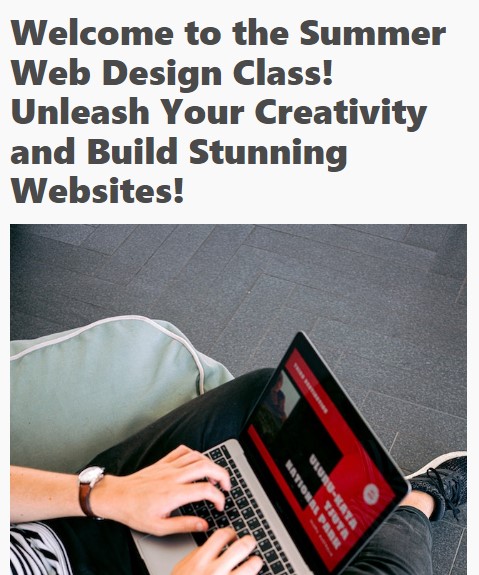 Welcome to the Summer
Web Design Class!
Unleash Your Creativity
and Build Stunning
Websites!
ULURU-KATA
TJUTA
NATIONAL PARK